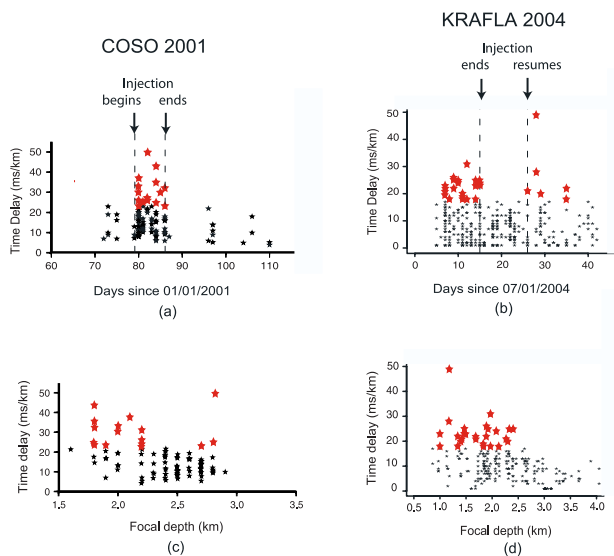 COSO 2001
Injection
begins ends
Time Delay (ms/km)
50
40
30
20
10
0
60 70 80 90 100 110
Days since 01/01/2001
(a)
KRAFLA 2004
Injection
ends resumes
Time Delay (ms/km)
50
40
30
20
10
0
0 10 20 30 40
Days since 07/01/2004
(b)
Time delay (ms/km)
50
40
30
20
10
0
1,5 2.0 2.5 3.0 3,5
Focal depth (km)
(c)
Time delay (ms/km)
50
40
30
20
10
0
0.5 1.0 1.5 2.0 2.5 3.0 3.5 4.0
Focal depth (km)
(d)